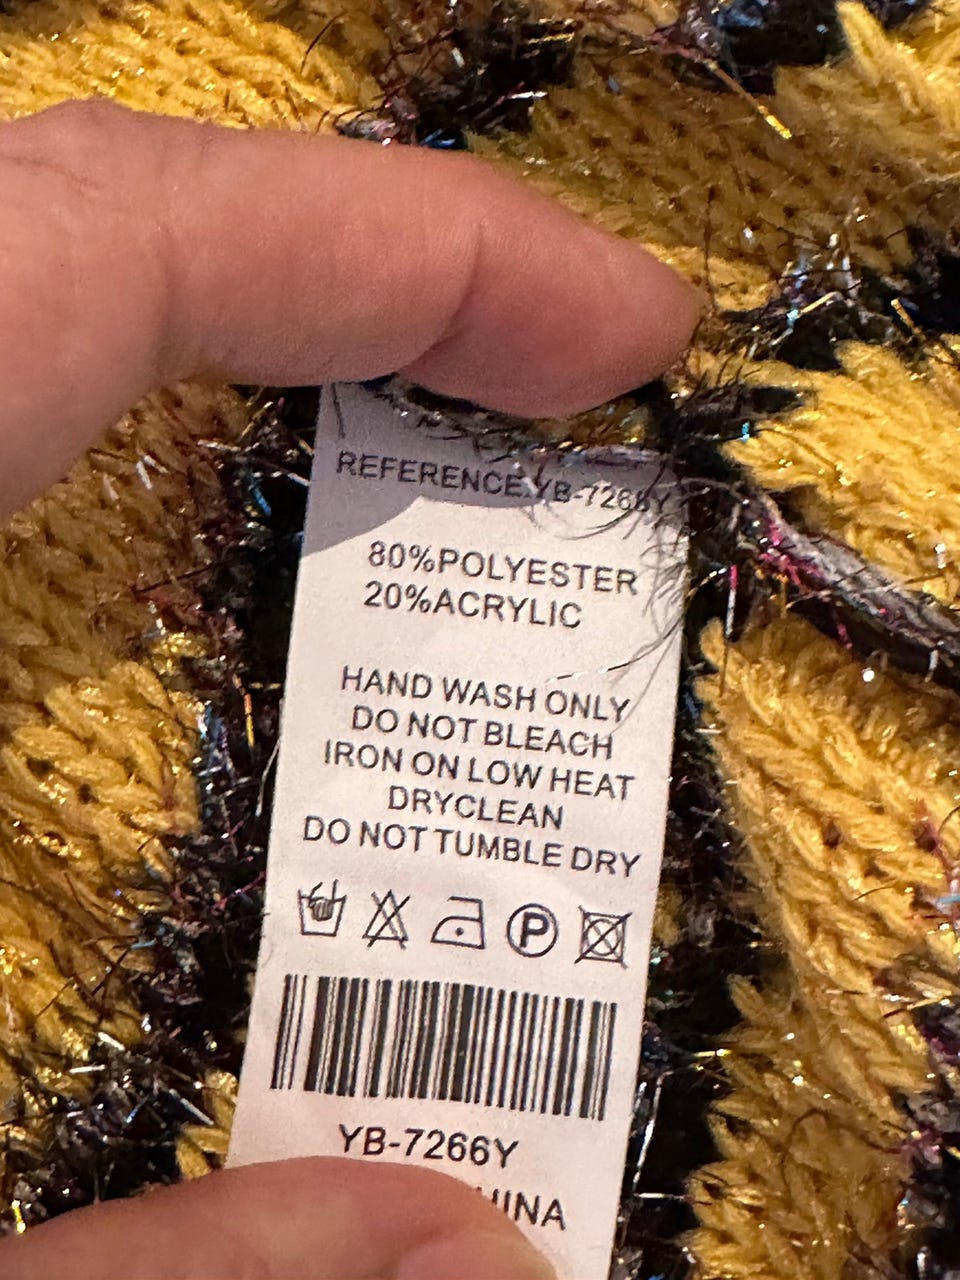 REFERENCE:YB-7266Y
80%POLYESTER
20%ACRYLIC
HAND WASH ONLY
DO NOT BLEACH
IRON ON LOW HEAT
DRYCLEAN
DO NOT TUMBLE DRY
P
YB-7266Y